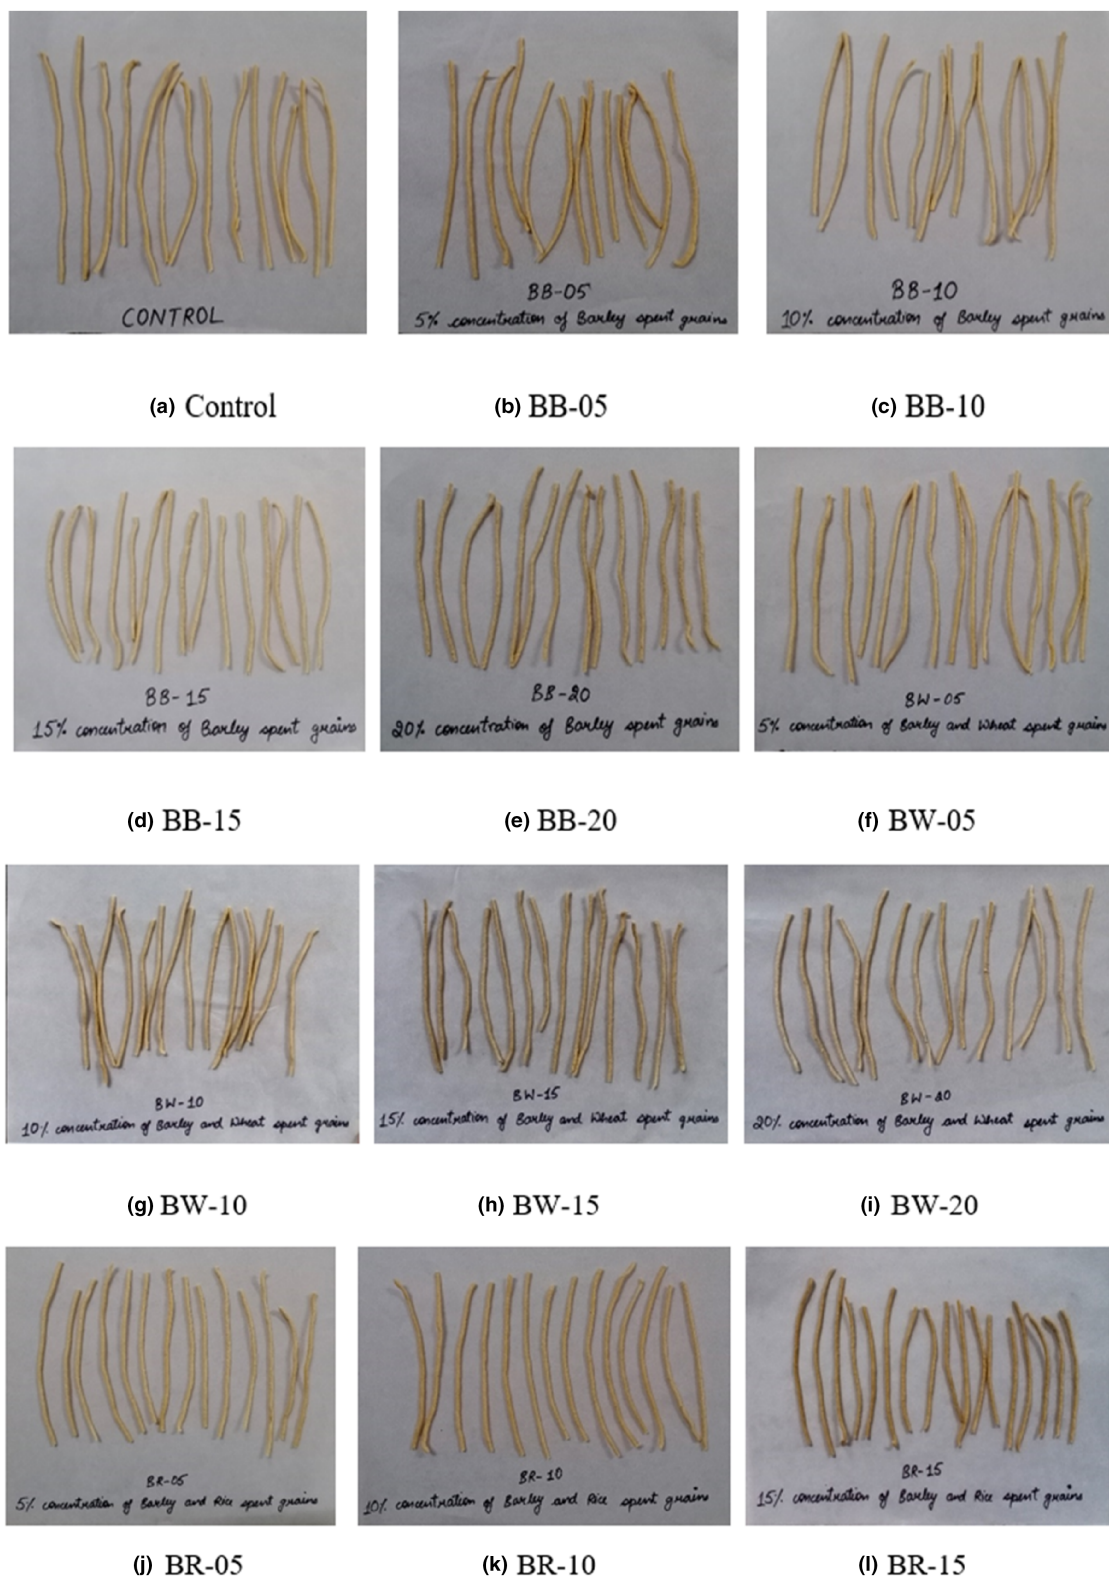 CONTROL
BB-05
5% concentration of Barley spent grains
BB-10
10% concentration of Barley spent grains
(a) Control
(b) BB-05
(c) BB-10
BB-15
15% concentration of Barley spent grains
BB-20
20% concentration of Barley spent grains
BW-05
5% concentration of Barley and Wheat spent grains
(d) BB-15
(e) BB-20
(f) BW-05
BW-10
10% concentration of Barley and Wheat spent grains
BW-15
15% concentration of Barley and Wheat spent grains
BW-20
20% concentration of Barley and Wheat spent grains
(g) BW-10
(h) BW-15
(i) BW-20
BR-05
5% concentration of Barley and Rice spent grains
BR-10
10% concentration of Barley and Rice spent grains
BR-15
15% concentration of Barley and Rice spent grains
(j) BR-05
(k) BR-10
(l) BR-15